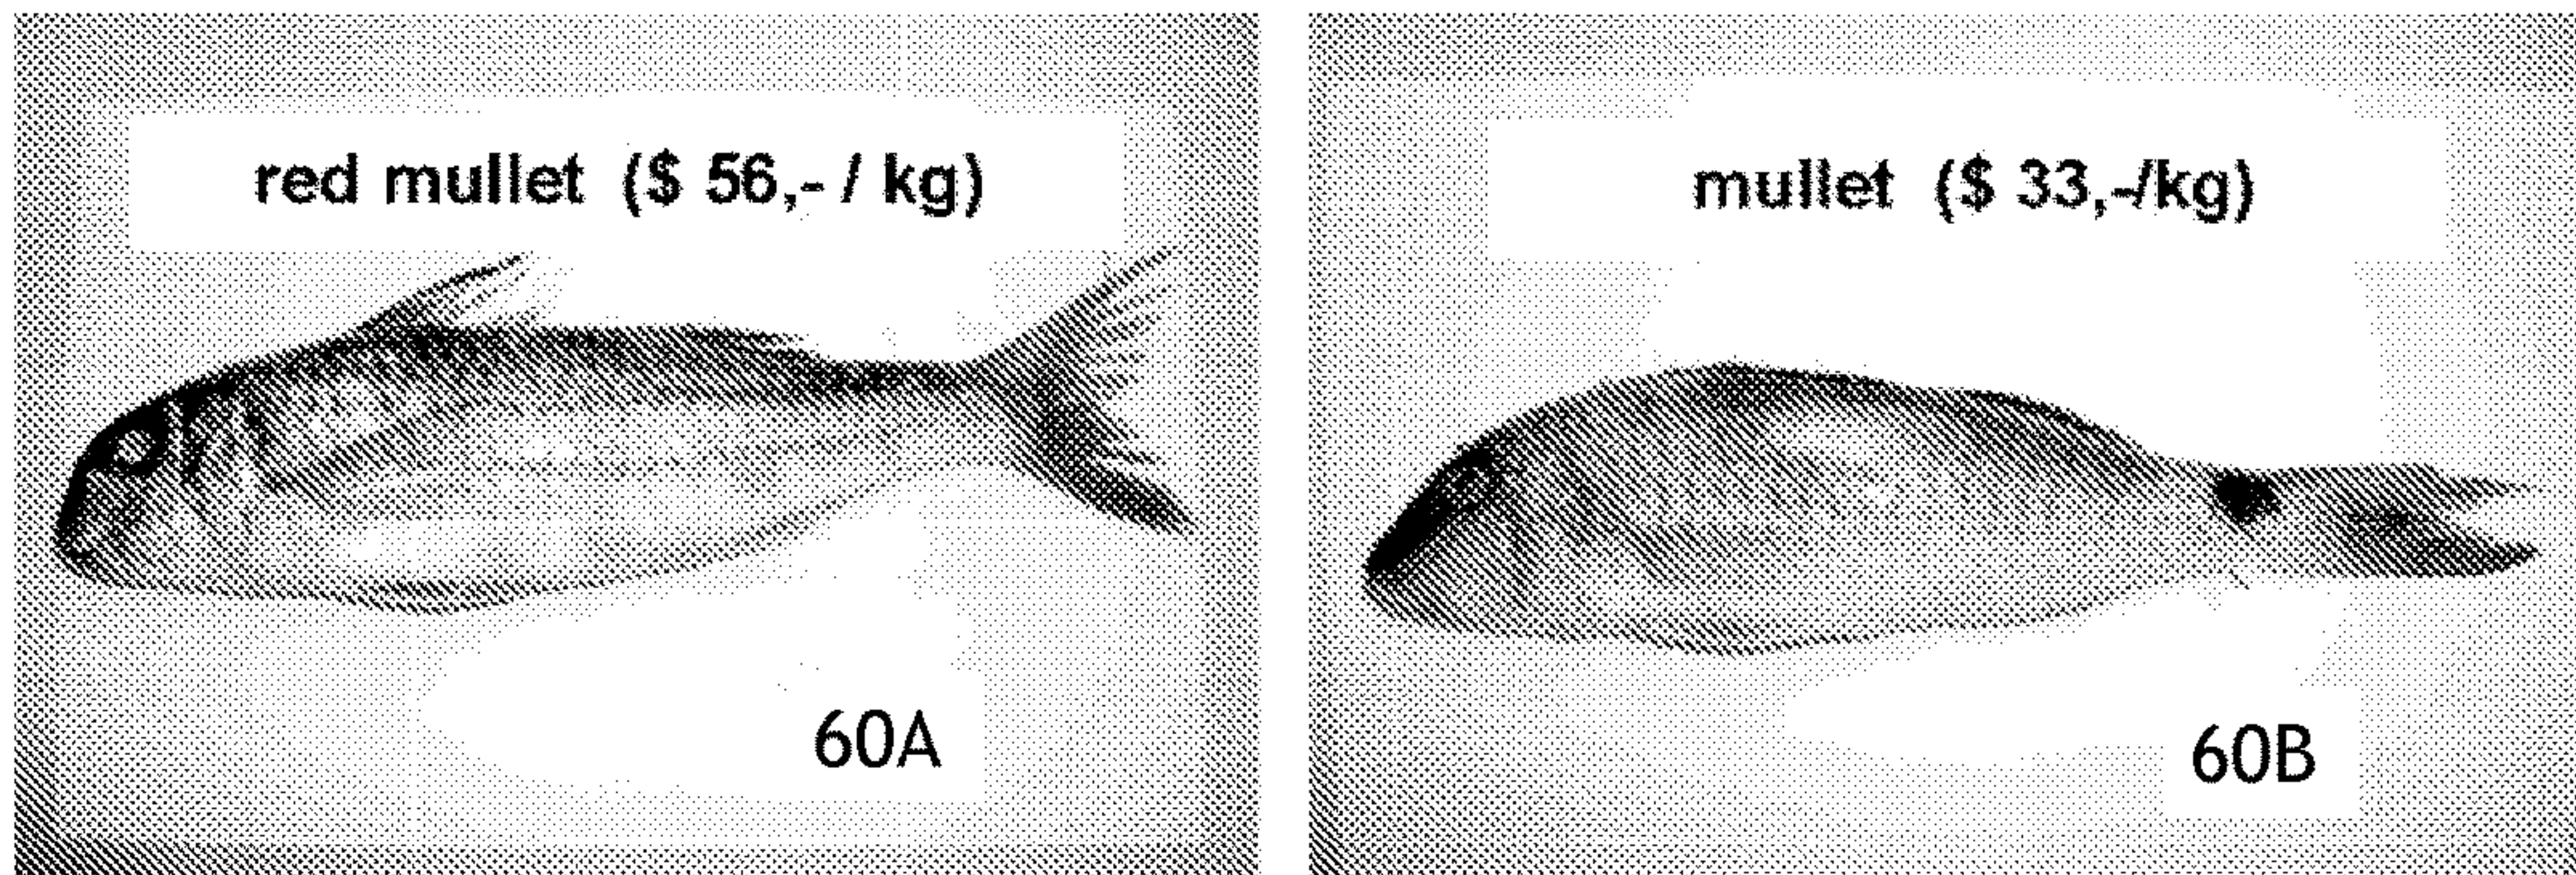 red mullet ($ 56,- / kg)
mullet ($ 33,-/kg)
60A
60B